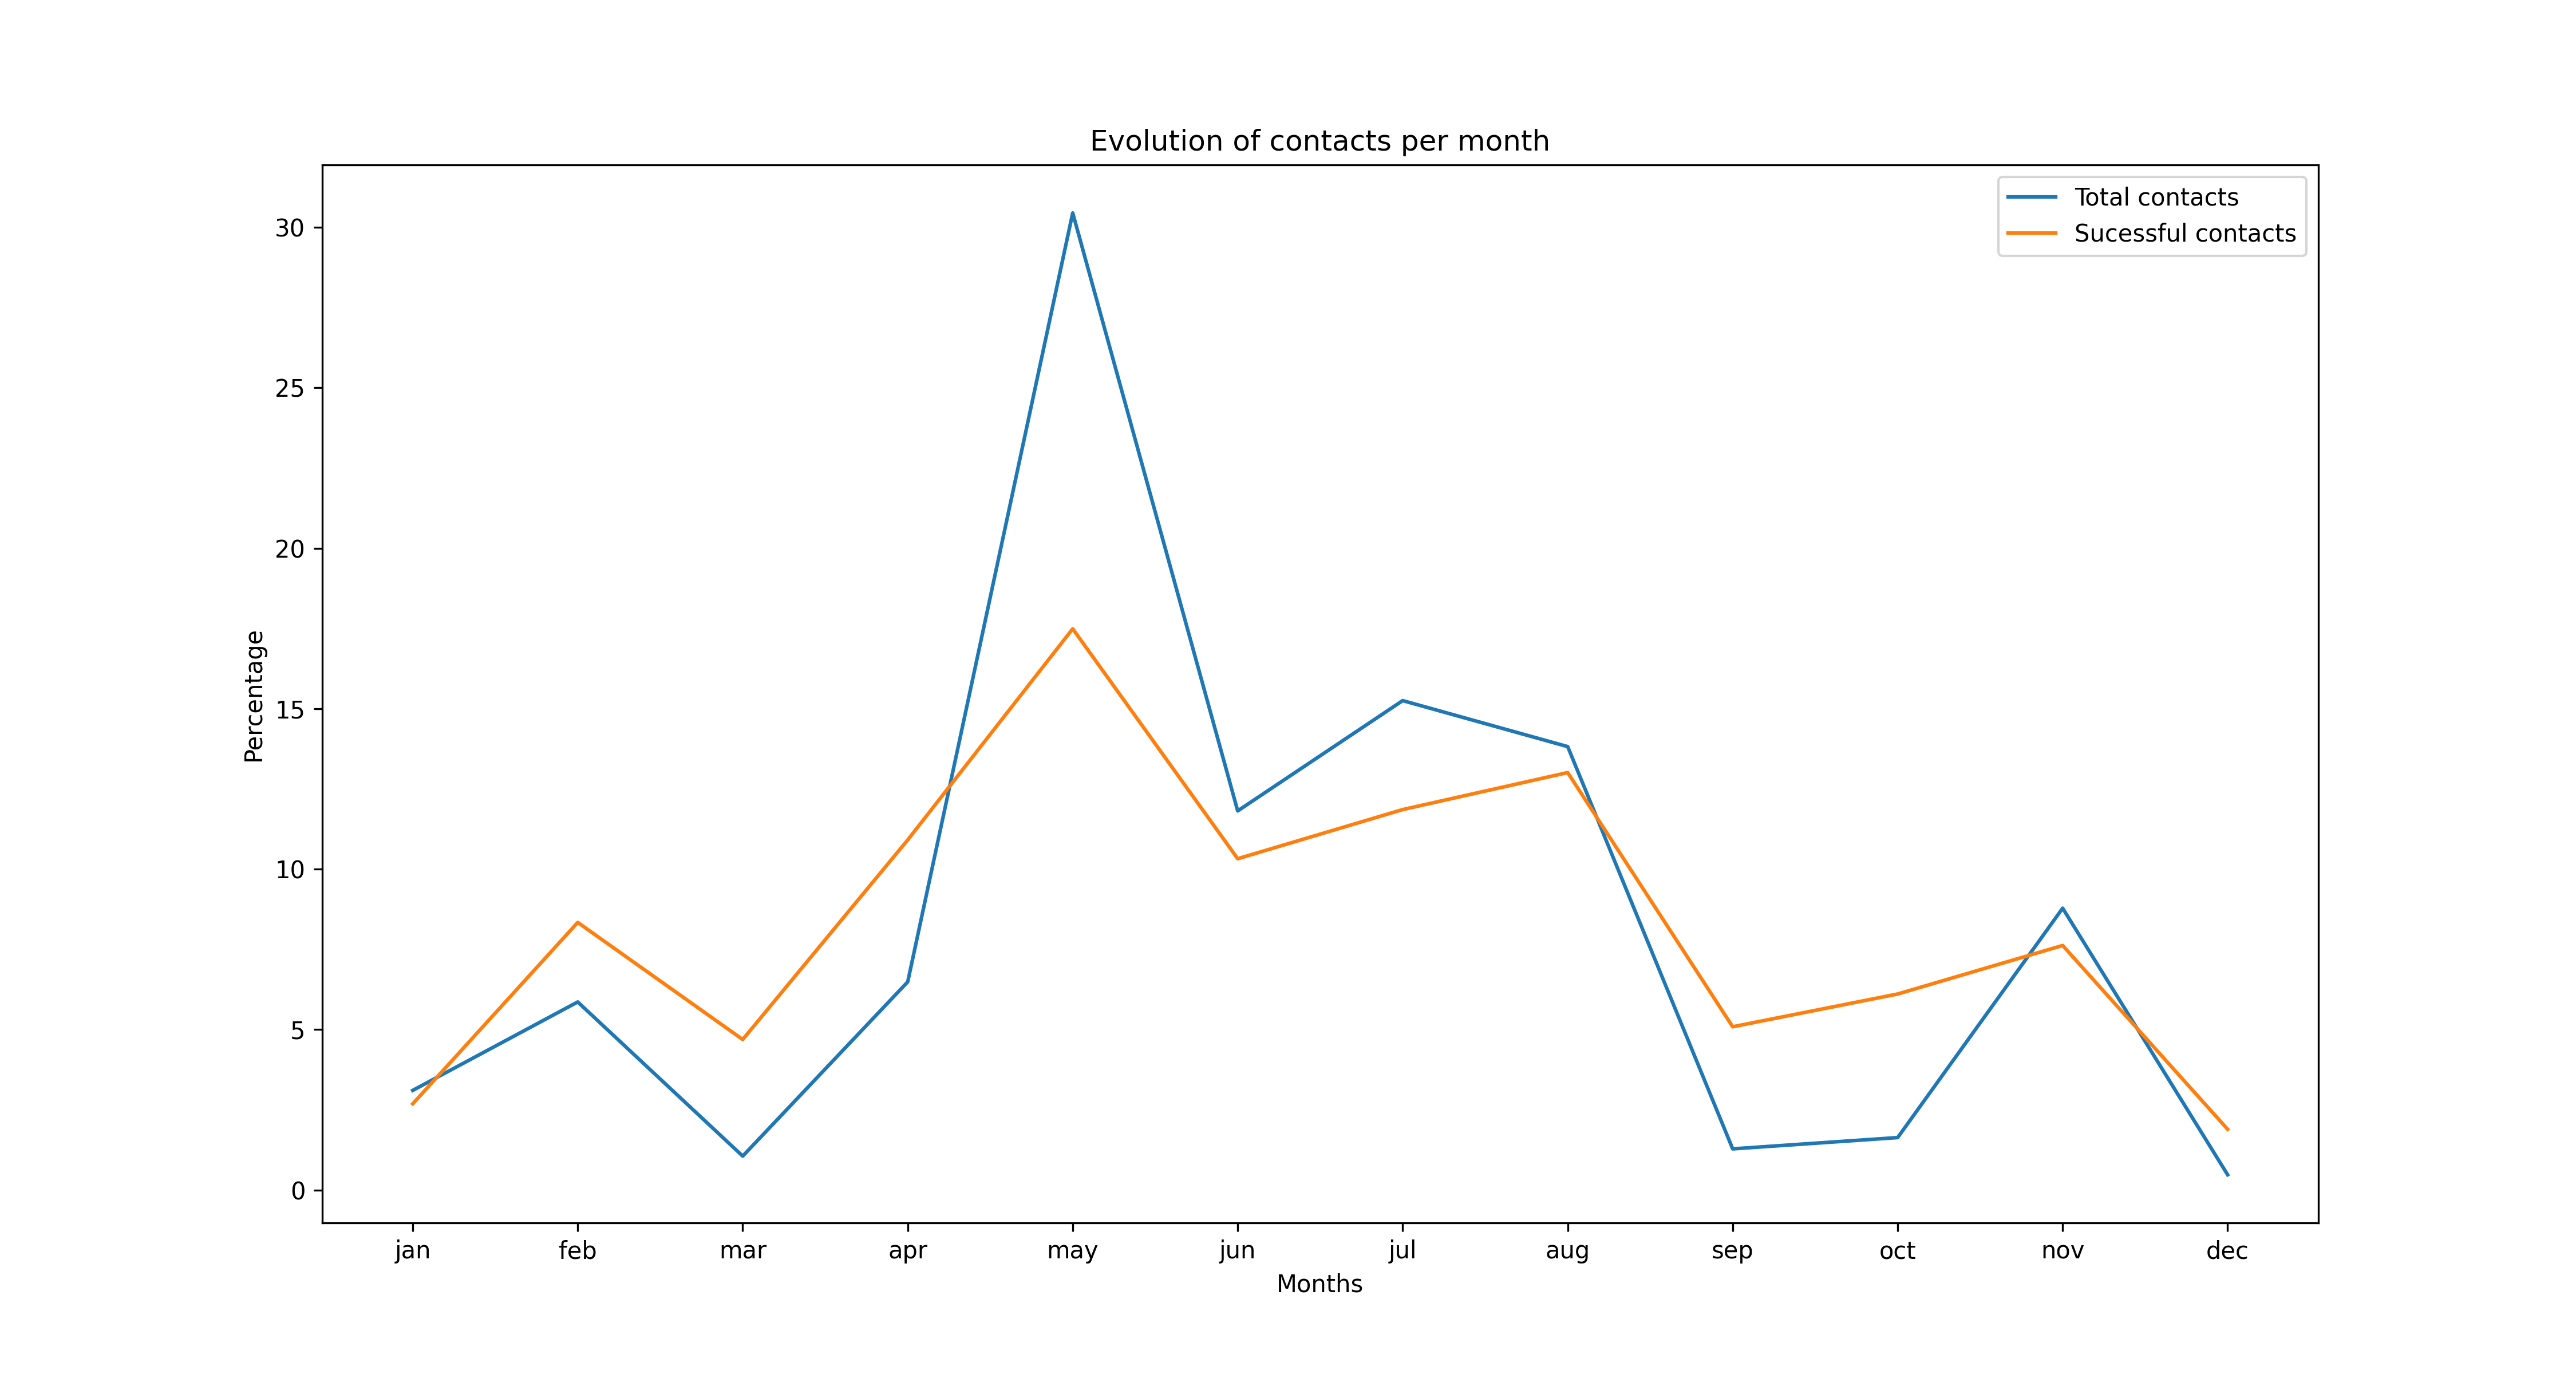 Evolution of contacts per month
Total contacts
Sucessful contacts
30
25
20
15
10
5
0
Percentage
jan feb mar apr may jun jul aug sep oct nov dec
Months